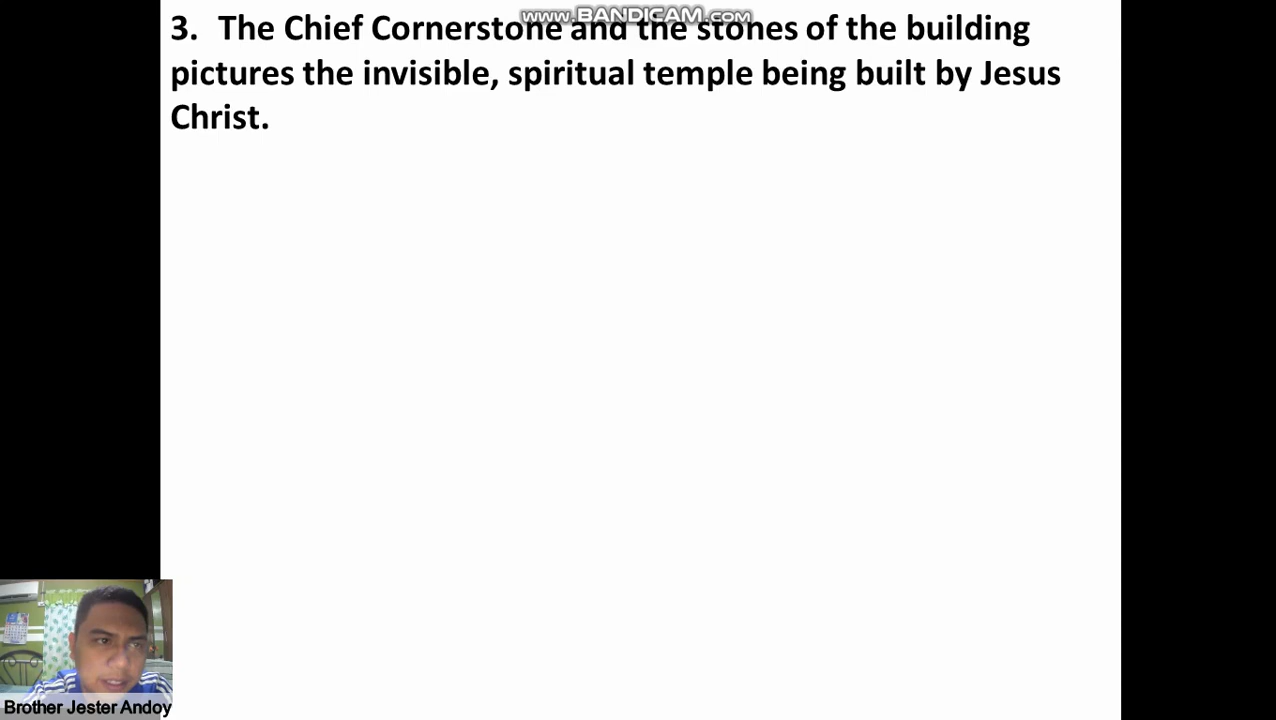 www.BANDICAM.com
3. The Chief Cornerstone and the stones of the building
pictures the invisible, spiritual temple being built by Jesus
Christ.
Brother Jester Andoy